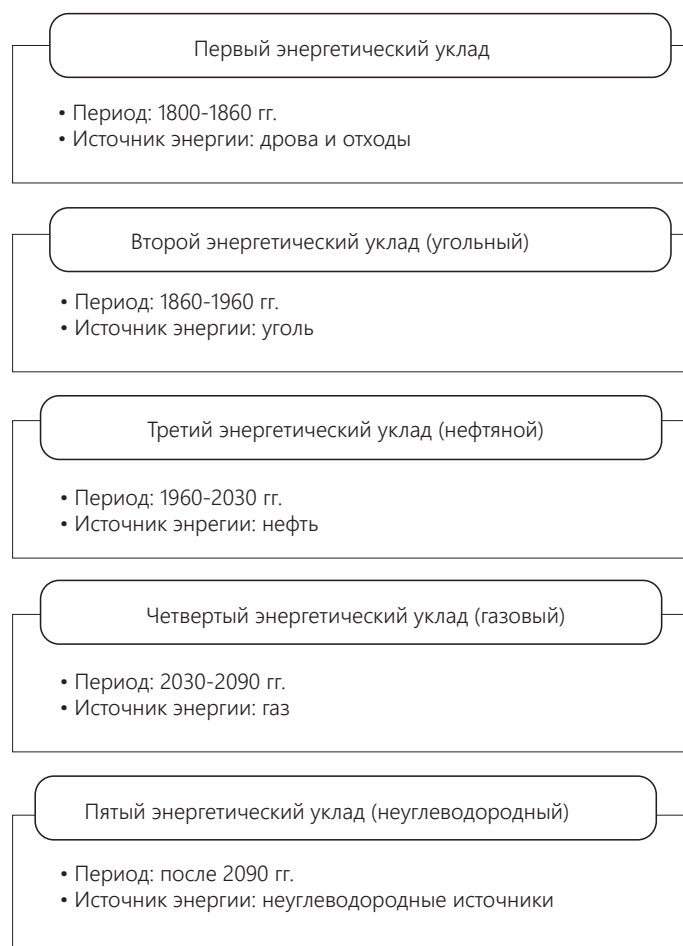 Первый энергетический уклад
• Период: 1800-1860 гг.
• Источник энергии: дрова и отходы
Второй энергетический уклад (угольный)
• Период: 1860-1960 гг.
• Источник энергии: уголь
Третий энергетический уклад (нефтяной)
• Период: 1960-2030 гг.
• Источник энрегии: нефть
Четвертый энергетический уклад (газовый)
• Период: 2030-2090 гг.
• Источник энергии: газ
Пятый энергетический уклад (неуглеводородный)
• Период: после 2090 гг.
• Источник энергии: неуглеводородные источники